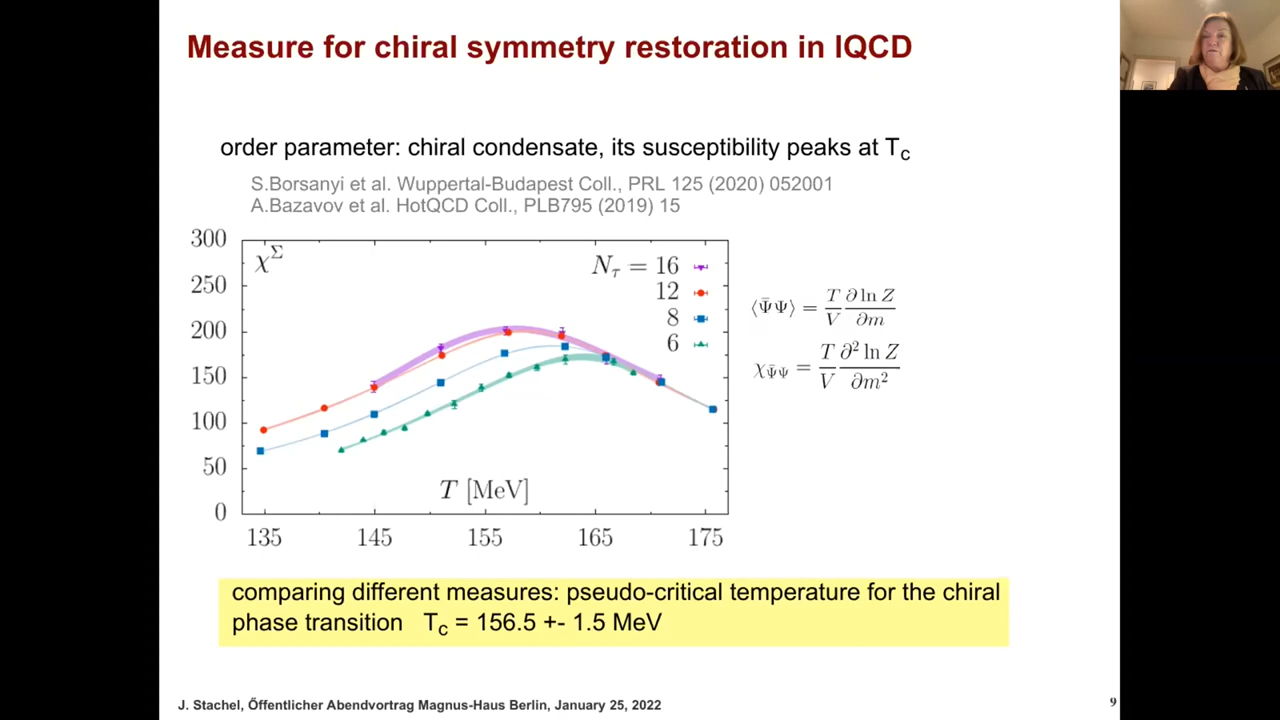 Measure for chiral symmetry restoration in lQCD
order parameter: chiral condensate, its susceptibility peaks at T_c
S.Borsanyi et al. Wuppertal-Budapest Coll., PRL 125 (2020) 052001
A.Bazavov et al. HotQCD Coll., PLB795 (2019) 15
χ^Σ
N_τ = 16
12
8
6
300
250
200
150
100
50
0
T [MeV]
135 145 155 165 175
⟨Ψ̄Ψ⟩ = T/V ∂ ln Z/∂m
χ_Ψ̄Ψ = T/V ∂² ln Z/∂m²
comparing different measures: pseudo-critical temperature for the chiral
phase transition T_c = 156.5 +- 1.5 MeV
J. Stachel, Öffentlicher Abendvortrag Magnus-Haus Berlin, January 25, 2022
9